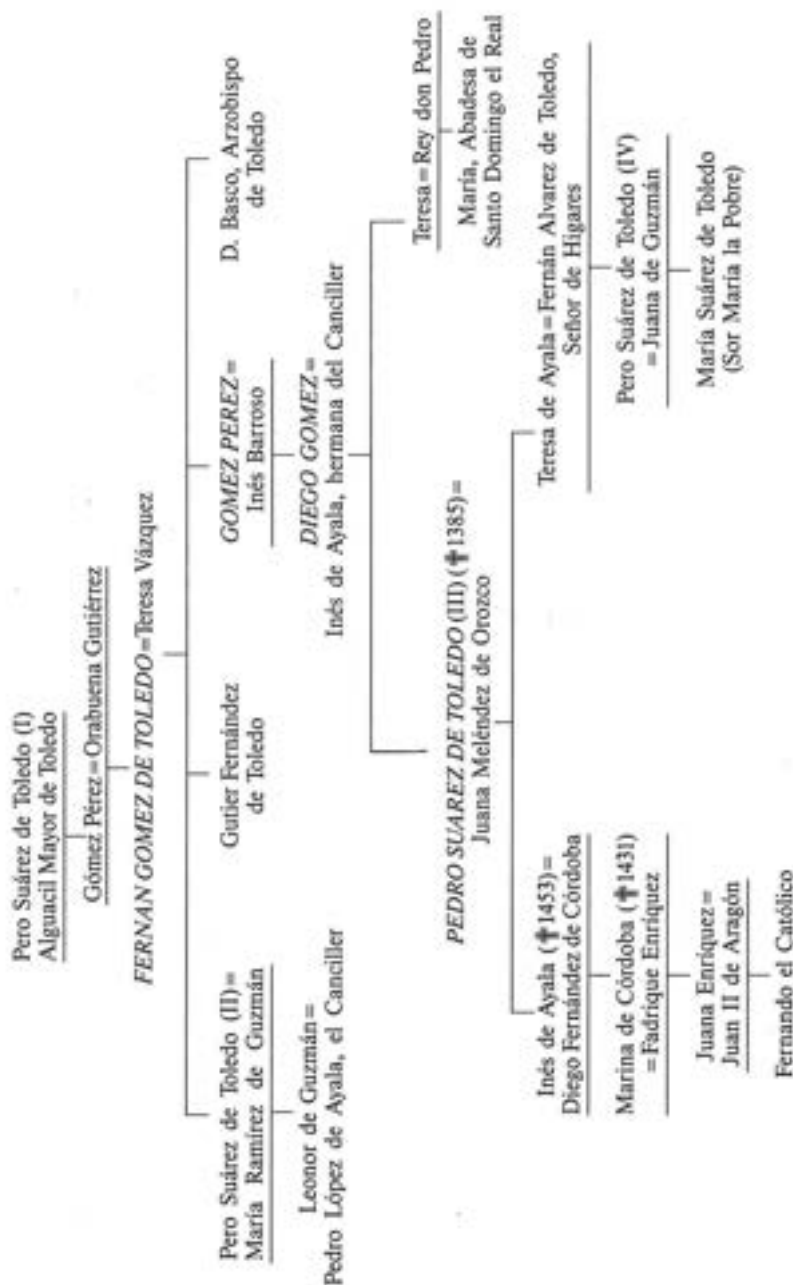 Pero Suárez de Toledo (I)
Alguacil Mayor de Toledo
Gómez Pérez=Orabuena Gutiérrez
FERNAN GOMEZ DE TOLEDO=Teresa Vázquez
Pero Suárez de Toledo (II)=
María Ramírez de Guzmán
Gutier Fernández
de Toledo
GOMEZ PEREZ=
Inés Barroso
D. Basco, Arzobispo
de Toledo
Leonor de Guzmán=
Pedro López de Ayala, el Canciller
DIEGO GOMEZ=
Inés de Ayala, hermana del Canciller
PEDRO SUAREZ DE TOLEDO (III) (✝1385)=
Juana Meléndez de Orozco
Teresa=Rey don Pedro
María, Abadesa de
Santo Domingo el Real
Inés de Ayala (✝1453)=
Diego Fernández de Córdoba
Teresa de Ayala=Fernán Alvarez de Toledo,
Señor de Higares
Marina de Córdoba (✝1431)
=Fadrique Enríquez
Pero Suárez de Toledo (IV)
=Juana de Guzmán
Juana Enríquez=
Juan II de Aragón
María Suárez de Toledo
(Sor María la Pobre)
Fernando el Católico